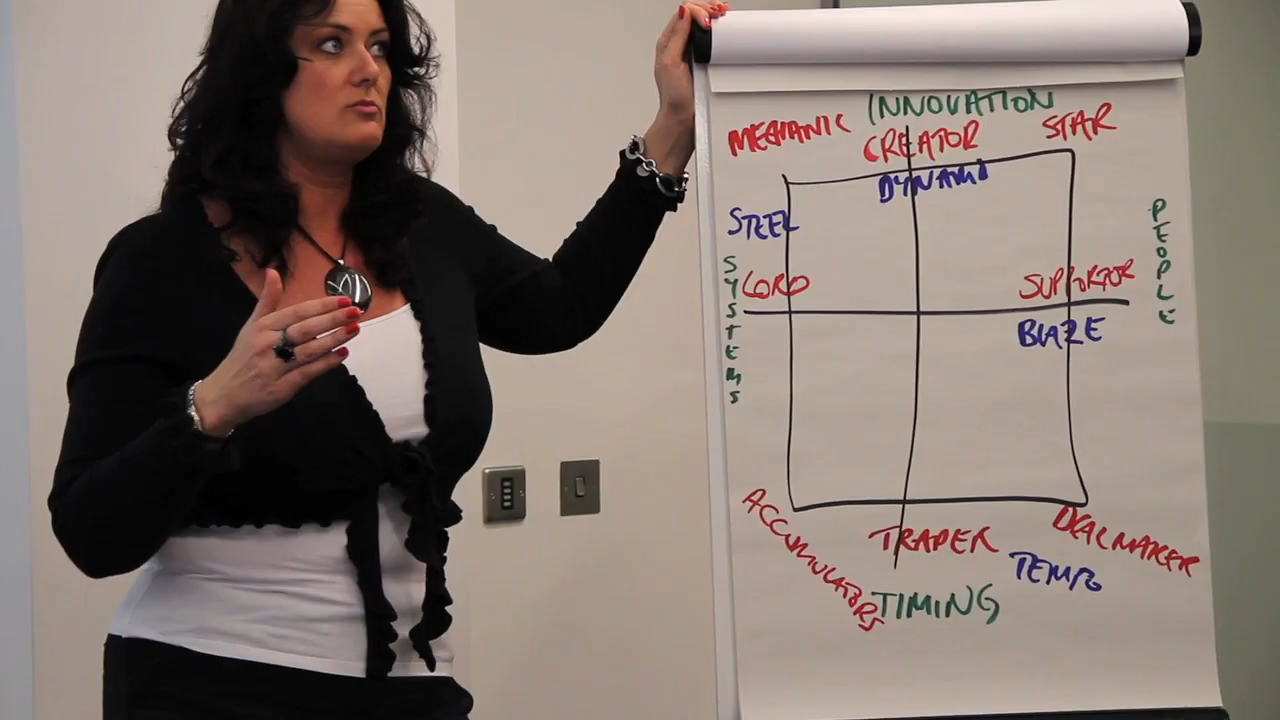 INNOVATION
MECHANIC CREATOR STAR
DYNAMO
STEEL
PEOPLE
SYSTEMS
LORD SUPPORTOR
BLAZE
ACCUMULATORS
TRADER
DEALMAKER
TEMPO
TIMING